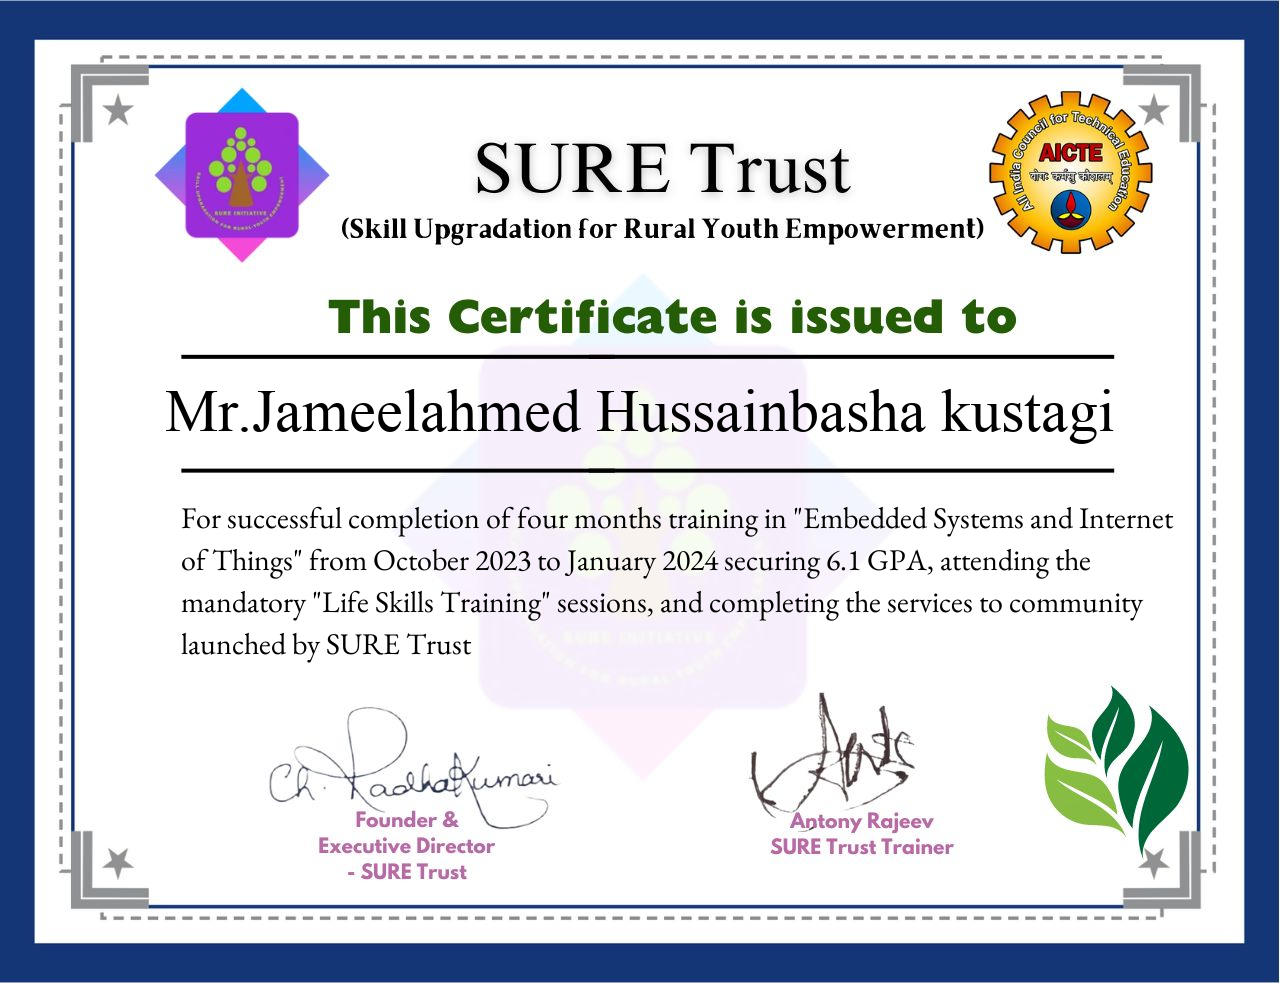 SURE Trust
(Skill Upgradation for Rural Youth Empowerment)
SURE INITIATIVE
SKILL UPGRADATION FOR RURAL-YOUTH EMPOWERMENT
All India Council for Technical Education
AICTE
योगः कर्मसु कौशलम्
This Certificate is issued to
Mr.Jameelahmed Hussainbasha kustagi
For successful completion of four months training in "Embedded Systems and Internet
of Things" from October 2023 to January 2024 securing 6.1 GPA, attending the
mandatory "Life Skills Training" sessions, and completing the services to community
launched by SURE Trust
SURE INITIATIVE
Ch. RadhaKumari
Founder &
Executive Director
- SURE Trust
Antony Rajeev
SURE Trust Trainer